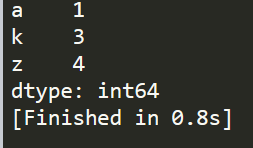 a    1
k    3
z    4
dtype: int64
[Finished in 0.8s]